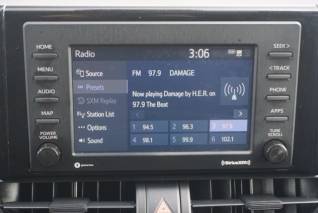 HOME
MENU
AUDIO
MAP
POWER
VOLUME
Radio
3:06
Source
Presets
SXM Replay
Station List
Options
Sound
FM 97.9 DAMAGE
Now playing Damage by H.E.R. on
97.9 The Beat
1 94.5
2 96.3
3 97.9
4 98.1
5 99.9
6 102.1
SEEK >
< TRACK
PHONE
APPS
TUNE
SCROLL
SiriusXM